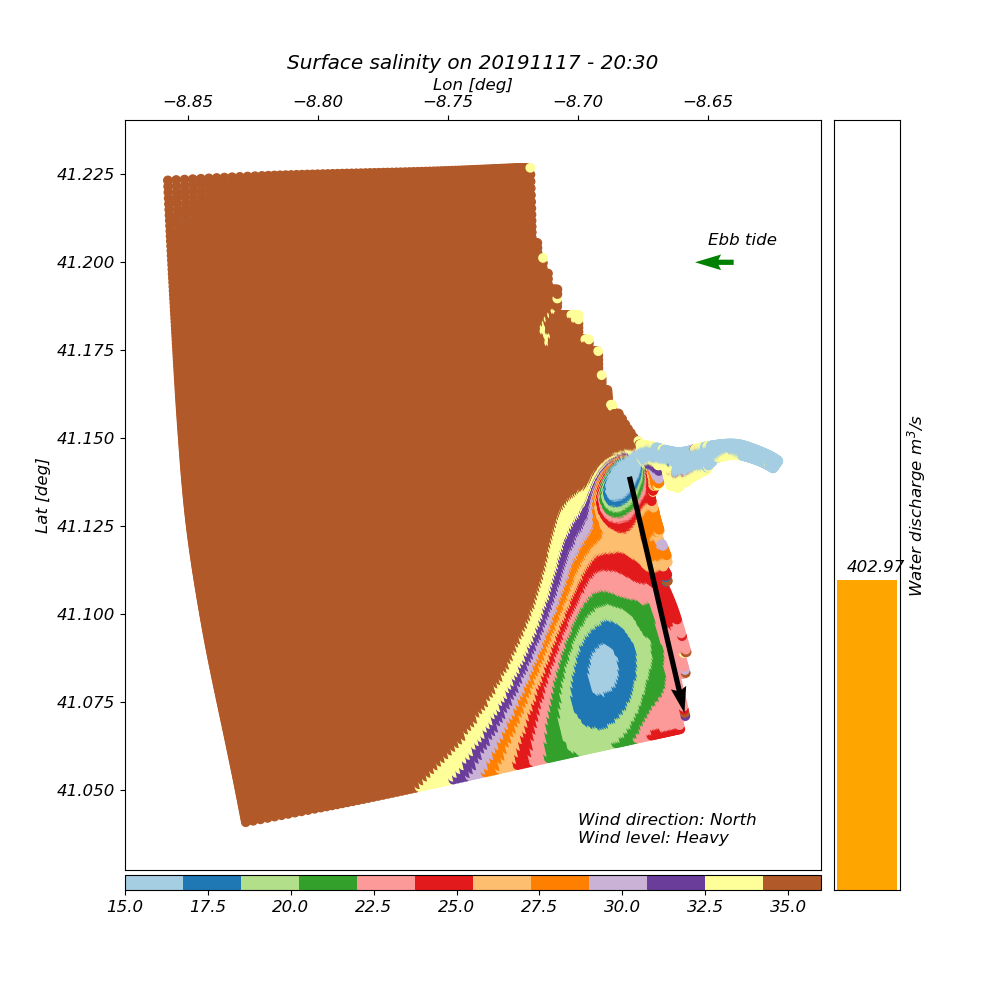 Surface salinity on 20191117 - 20:30
Lon [deg]
−8.85 −8.80 −8.75 −8.70 −8.65
41.225
41.200
41.175
41.150
41.125
41.100
41.075
41.050
Lat [deg]
Ebb tide
Wind direction: North
Wind level: Heavy
402.97
Water discharge m³/s
15.0 17.5 20.0 22.5 25.0 27.5 30.0 32.5 35.0